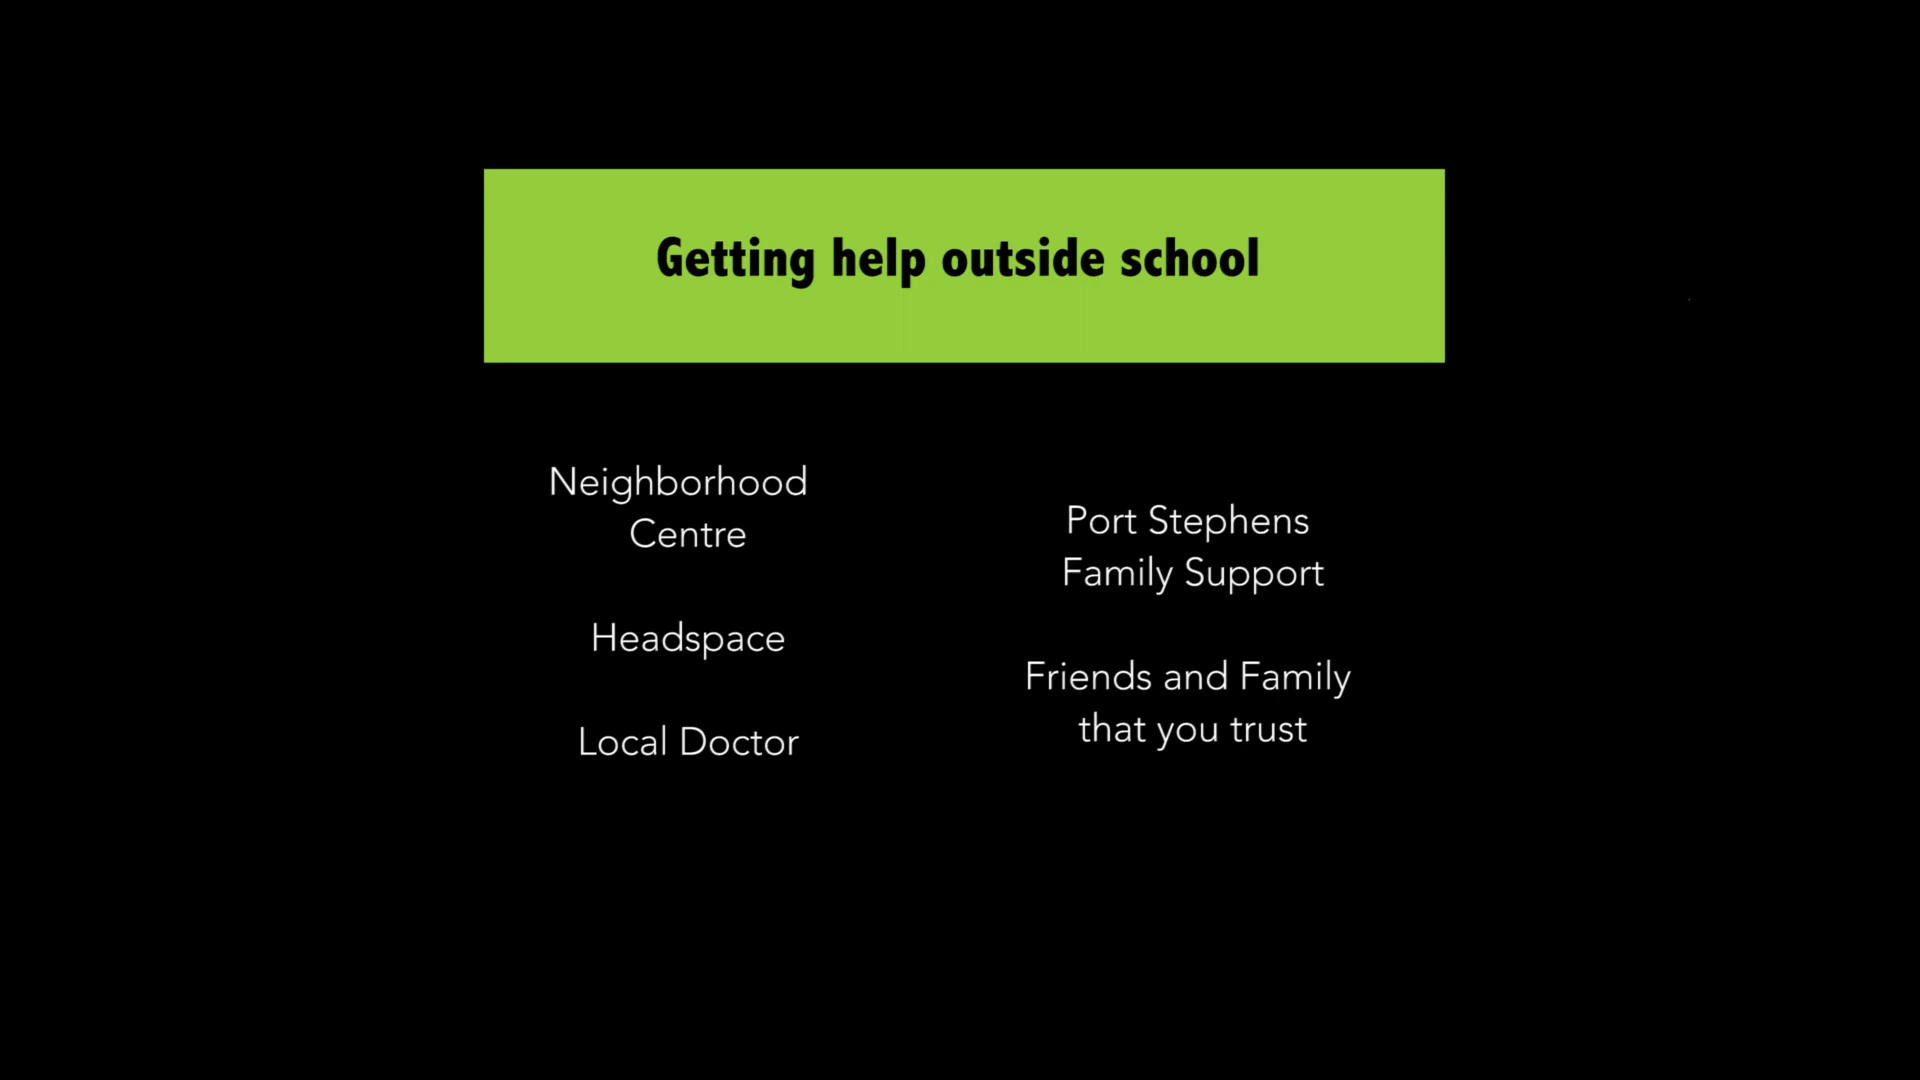 Getting help outside school
Neighborhood
Centre
Headspace
Local Doctor
Port Stephens
Family Support
Friends and Family
that you trust